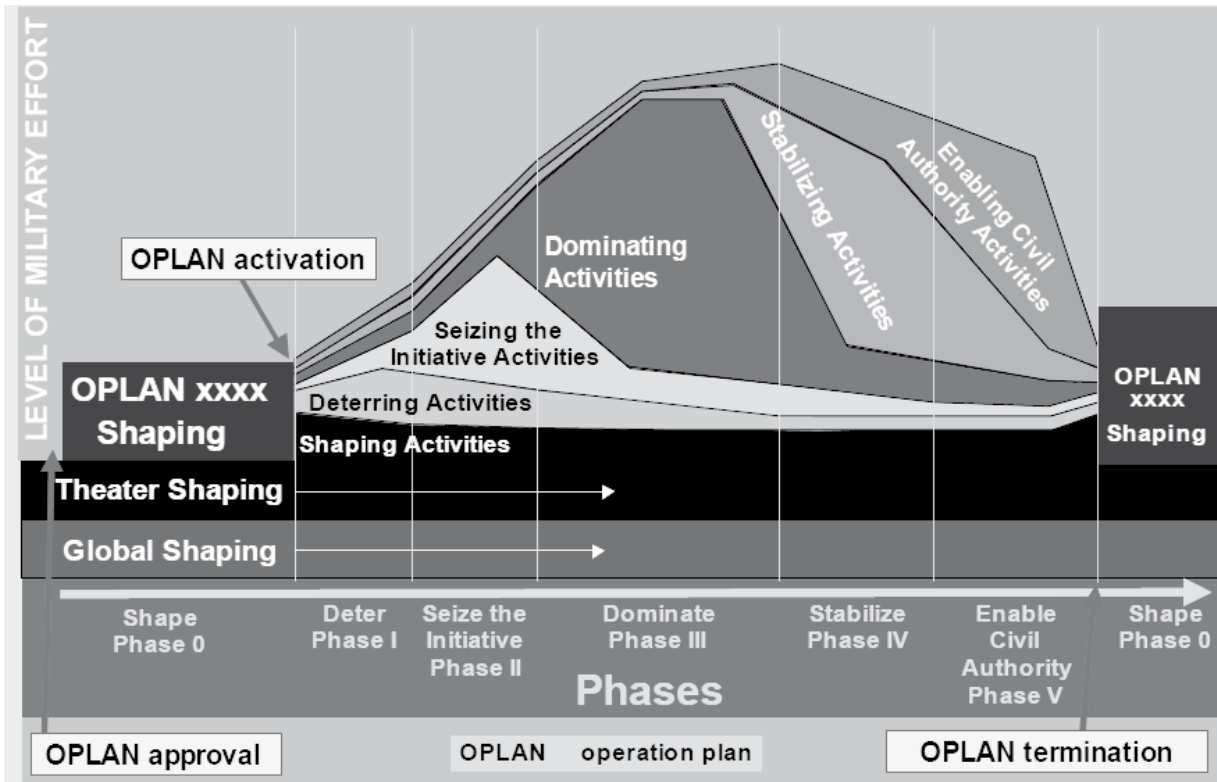 LEVEL OF MILITARY EFFORT
OPLAN activation
Stabilizing Activities
Enabling Civil
Authority Activities
Dominating
Activities
Seizing the
Initiative Activities
OPLAN xxxx
Shaping
Deterring Activities
Shaping Activities
OPLAN
xxxx
Shaping
Theater Shaping
Global Shaping
Shape
Phase 0
Deter
Phase I
Seize the
Initiative
Phase II
Dominate
Phase III
Stabilize
Phase IV
Enable
Civil
Authority
Phase V
Shape
Phase 0
Phases
OPLAN approval
OPLAN operation plan
OPLAN termination